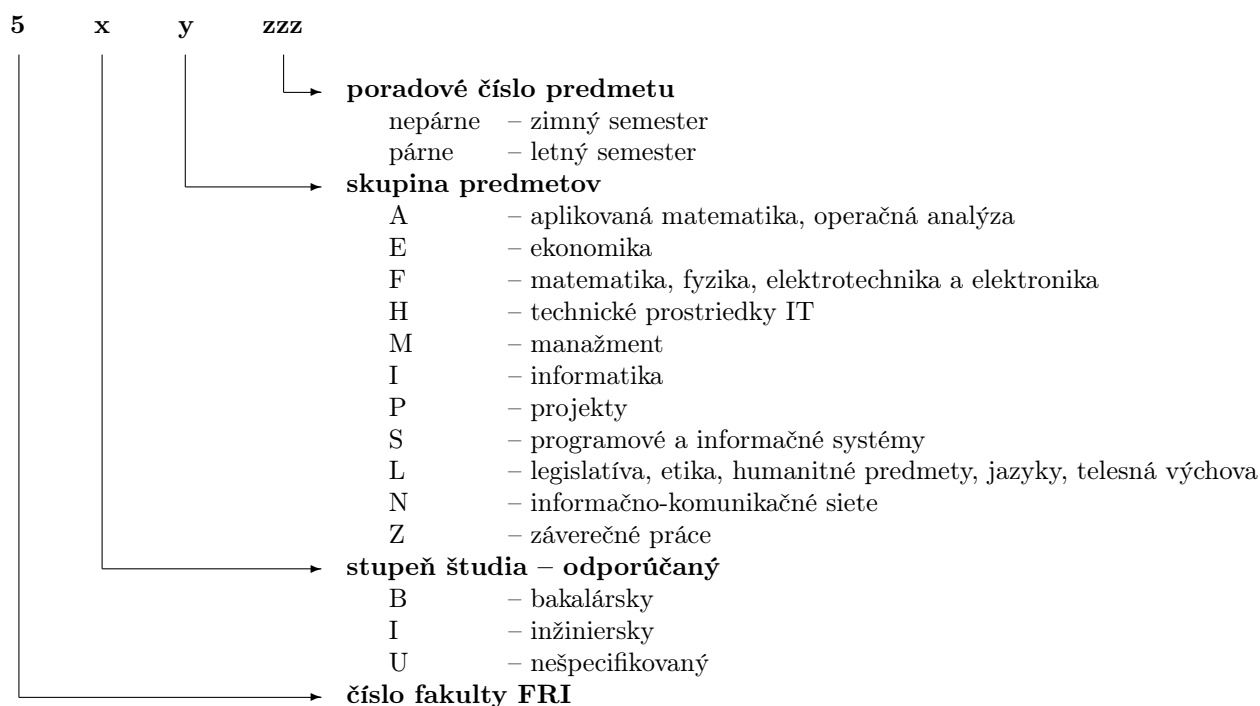 5 x y zzz
poradové číslo predmetu
nepárne – zimný semester
párne – letný semester
skupina predmetov
A – aplikovaná matematika, operačná analýza
E – ekonomika
F – matematika, fyzika, elektrotechnika a elektronika
H – technické prostriedky IT
M – manažment
I – informatika
P – projekty
S – programové a informačné systémy
L – legislatíva, etika, humanitné predmety, jazyky, telesná výchova
N – informačno-komunikačné siete
Z – záverečné práce
stupeň štúdia – odporúčaný
B – bakalársky
I – inžiniersky
U – nešpecifikovaný
číslo fakulty FRI